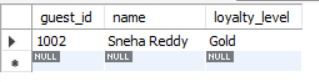 guest_id name loyalty_level
1002 Sneha Reddy Gold
NULL NULL NULL